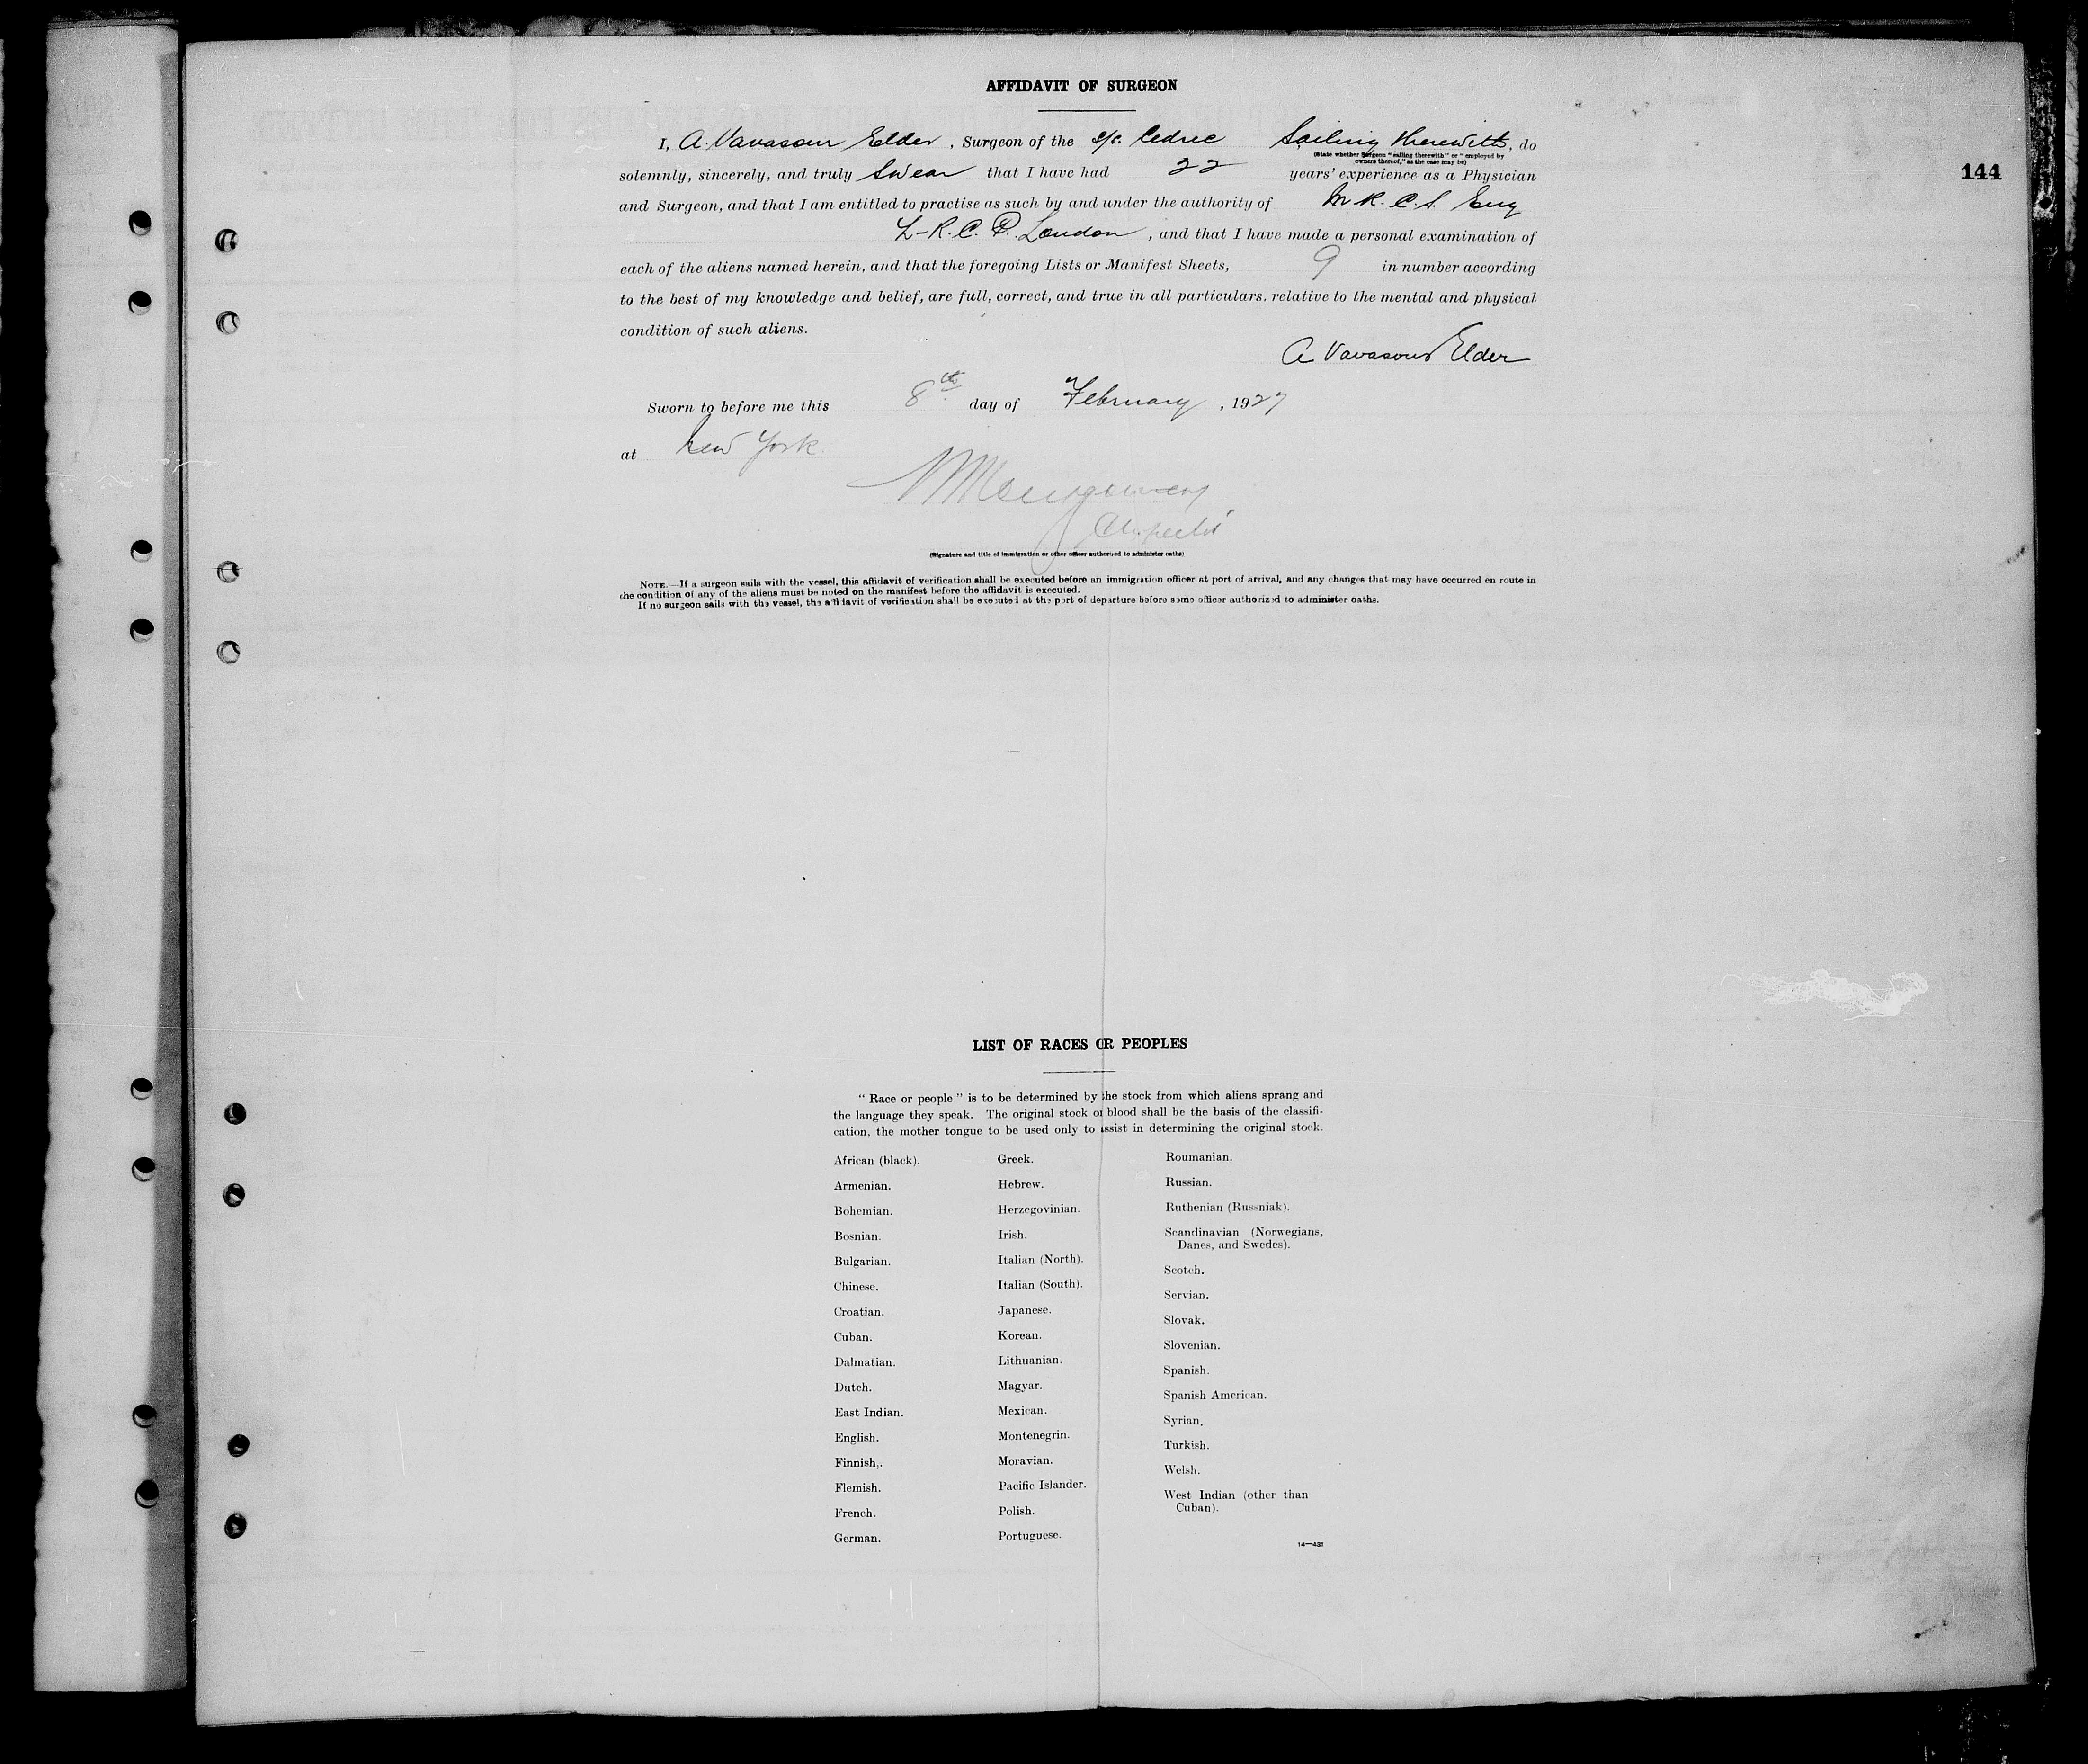 AFFIDAVIT OF SURGEON
144
I, A. Vavasour Elder, Surgeon of the s/s. Cedric Sailing therewith, do
(State whether Surgeon "sailing therewith" or "employed by
owners thereof," as the case may be)
solemnly, sincerely, and truly swear that I have had 22 years' experience as a Physician
and Surgeon, and that I am entitled to practise as such by and under the authority of M R. C. S. Eng
L-R. C. P. London, and that I have made a personal examination of
each of the aliens named herein, and that the foregoing Lists or Manifest Sheets, 9 in number according
to the best of my knowledge and belief, are full, correct, and true in all particulars. relative to the mental and physical
condition of such aliens.
A Vavasour Elder
Sworn to before me this 8th day of February, 1927
at New York.
(Signature and title of immigration or other officer authorized to administer oaths)
NOTE.—If a surgeon sails with the vessel, this affidavit of verification shall be executed before an immigration officer at port of arrival, and any changes that may have occurred en route in
the condition of any of the aliens must be noted on the manifest before the affidavit is executed.
If no surgeon sails with the vessel, the affidavit of verification shall be executed at the port of departure before some officer authorized to administer oaths.
LIST OF RACES OR PEOPLES
"Race or people" is to be determined by the stock from which aliens sprang and
the language they speak. The original stock or blood shall be the basis of the classifi-
cation, the mother tongue to be used only to assist in determining the original stock.
African (black).
Armenian.
Bohemian.
Bosnian.
Bulgarian.
Chinese.
Croatian.
Cuban.
Dalmatian.
Dutch.
East Indian.
English.
Finnish.
Flemish.
French.
German.
Greek.
Hebrew.
Herzegovinian.
Irish.
Italian (North).
Italian (South).
Japanese.
Korean.
Lithuanian.
Magyar.
Mexican.
Montenegrin.
Moravian.
Pacific Islander.
Polish.
Portuguese.
Roumanian.
Russian.
Ruthenian (Russniak).
Scandinavian (Norwegians,
Danes, and Swedes).
Scotch.
Servian.
Slovak.
Slovenian.
Spanish.
Spanish American.
Syrian.
Turkish.
Welsh.
West Indian (other than
Cuban).
14—431